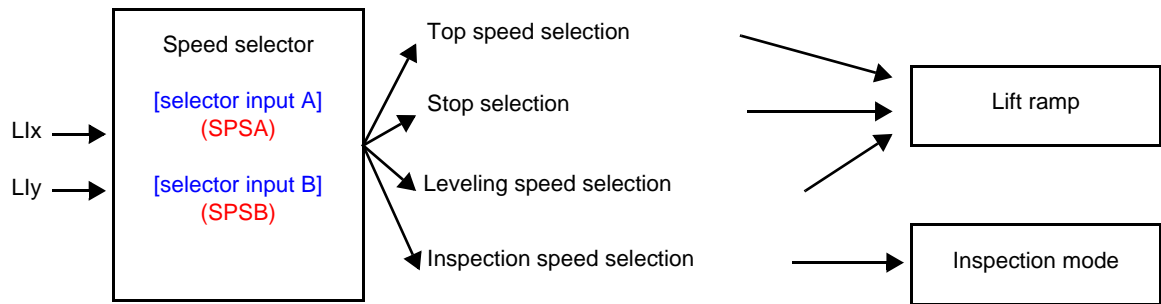 Speed selector
[selector input A]
(SPSA)
[selector input B]
(SPSB)
LIx
LIy
Top speed selection
Stop selection
Leveling speed selection
Inspection speed selection
Lift ramp
Inspection mode